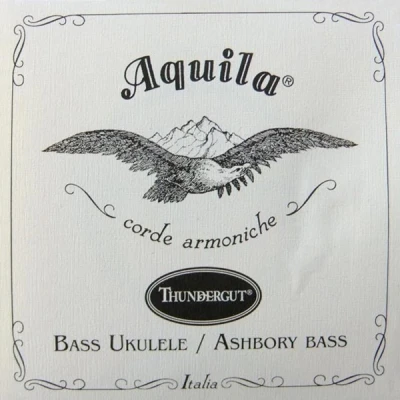 Aquila®
corde armoniche
THUNDERGUT®
BASS UKULELE / ASHBORY BASS
Italia